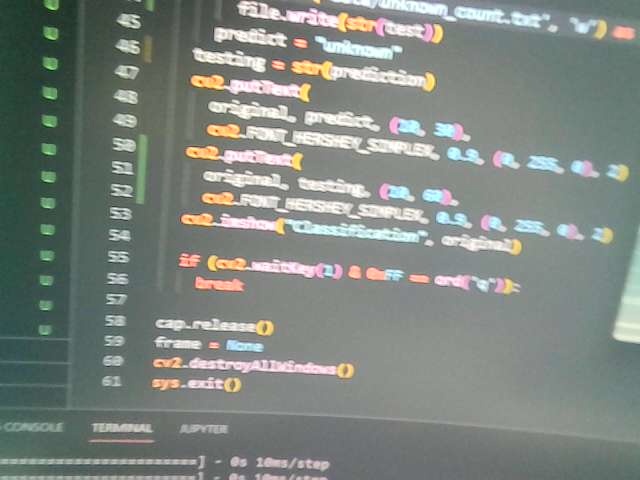 unknown_count.txt", "w") as
45 file.write(str(test))
46 predict = "unknown"
47 testing = str(prediction)
48 cv2.putText(
49 original, predict, (10, 30),
50 cv2.FONT_HERSHEY_SIMPLEX, 0.9, (0, 255, 0), 2)
51 cv2.putText(
52 original, testing, 
53 cv2.FONT_HERSHEY_SIMPLEX, 0.9, (0, 255, 0), 2)
54 cv2.imshow("Classification", original)
55 if (cv2.waitKey(1) & 0xFF == ord("q")):
56 break
57
58 cap.release()
59 frame = None
60 cv2.destroyAllWindows()
61 sys.exit()
CONSOLE TERMINAL JUPYTER
] - 0s 10ms/step
] - 0s 10ms/step